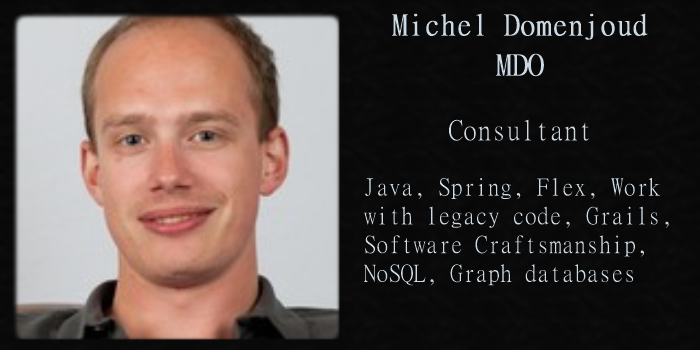 Michel Domenjoud
MDO
Consultant
Java, Spring, Flex, Work
with legacy code, Grails,
Software Craftsmanship,
NoSQL, Graph databases